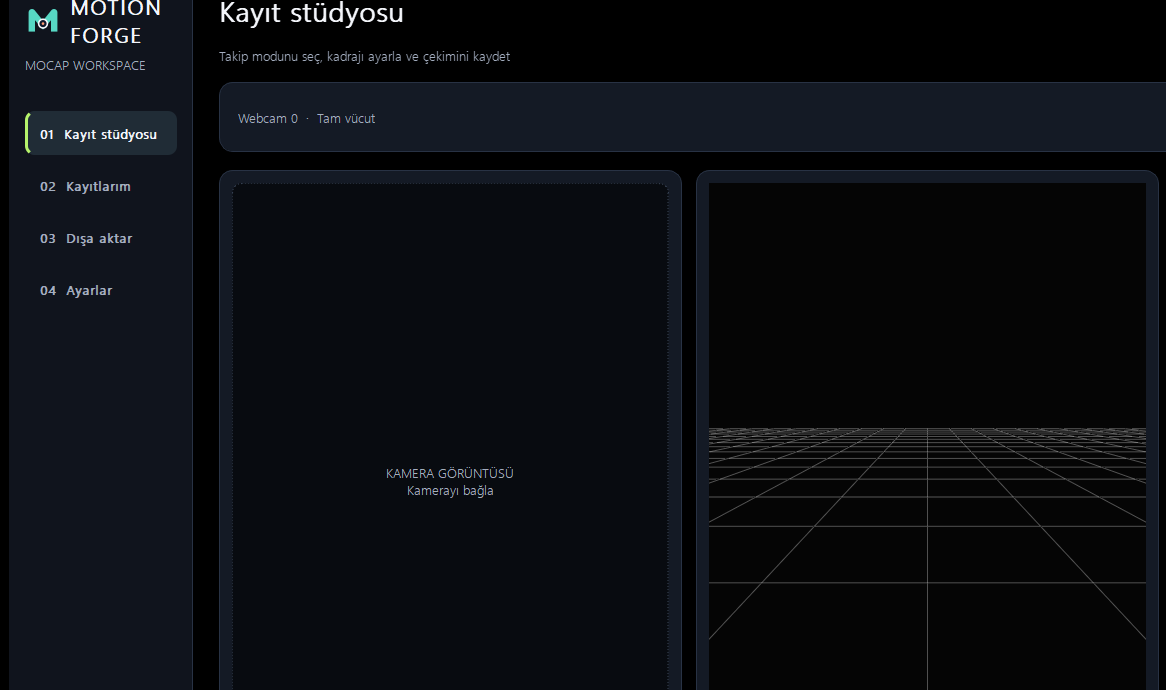 MOTION
FORGE
MOCAP WORKSPACE
01 Kayıt stüdyosu
02 Kayıtlarım
03 Dışa aktar
04 Ayarlar
Kayıt stüdyosu
Takip modunu seç, kadrajı ayarla ve çekimini kaydet
Webcam 0 · Tam vücut
KAMERA GÖRÜNTÜSÜ
Kamerayı bağla